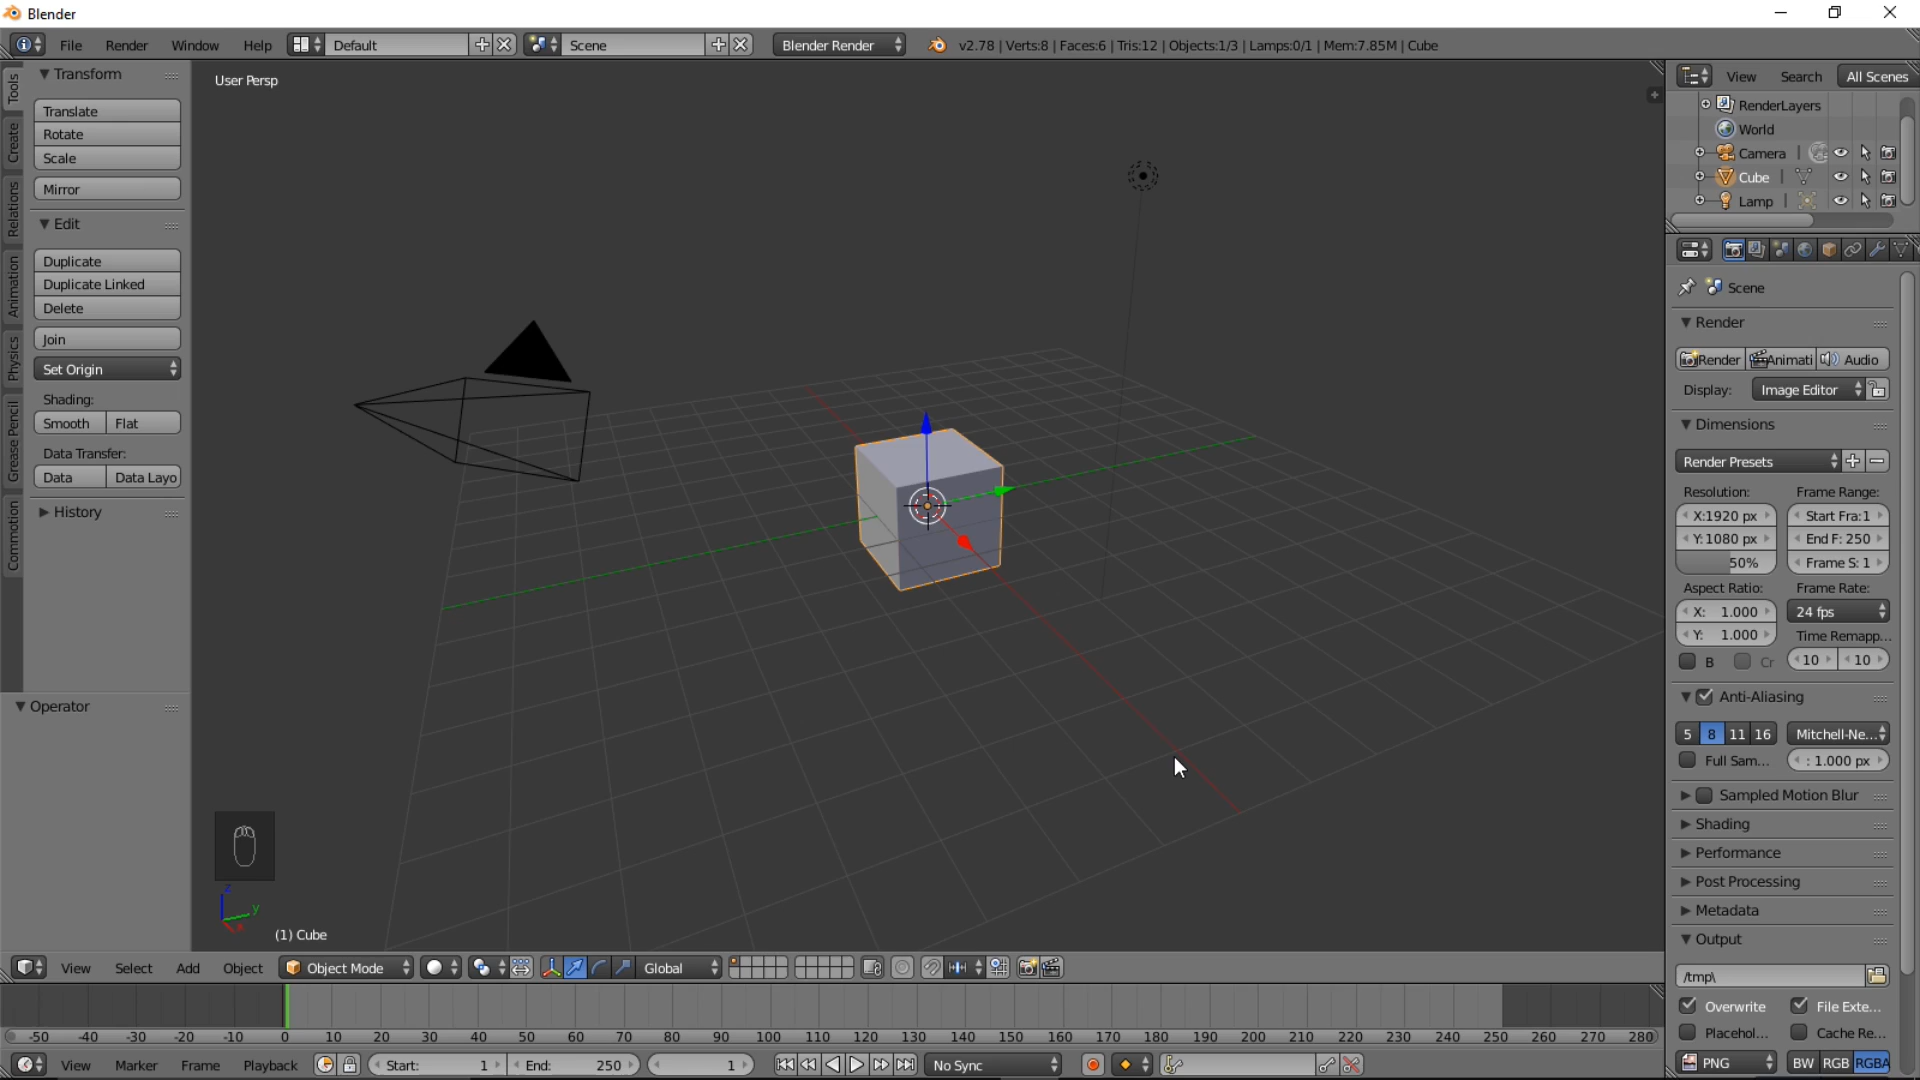 Blender
File Render Window Help Default Scene Blender Render v2.78 | Verts:8 | Faces:6 | Tris:12 | Objects:1/3 | Lamps:0/1 | Mem:7.85M | Cube
Tools
Create
Relations
Animation
Physics
Grease Pencil
Commotion
Transform
Translate
Rotate
Scale
Mirror
Edit
Duplicate
Duplicate Linked
Delete
Join
Set Origin
Shading:
Smooth Flat
Data Transfer:
Data Data Layo
History
Operator
User Persp
z
y
x
(1) Cube
View Search All Scenes
RenderLayers
World
Camera
Cube
Lamp
Scene
Render
Render Animati Audio
Display: Image Editor
Dimensions
Render Presets
Resolution: Frame Range:
X:1920 px Start Fra:1
Y:1080 px End F: 250
50% Frame S: 1
Aspect Ratio: Frame Rate:
X: 1.000 24 fps
Y: 1.000 Time Remapp...
B Cr 10 10
Anti-Aliasing
5 8 11 16 Mitchell-Ne...
Full Sam... : 1.000 px
Sampled Motion Blur
Shading
Performance
Post Processing
Metadata
Output
/tmp\
Overwrite File Exte...
Placehol... Cache Re...
PNG BW RGB RGBA
View Select Add Object Object Mode Global
-50 -40 -30 -20 -10 0 10 20 30 40 50 60 70 80 90 100 110 120 130 140 150 160 170 180 190 200 210 220 230 240 250 260 270 280
View Marker Frame Playback Start: 1 End: 250 1 No Sync